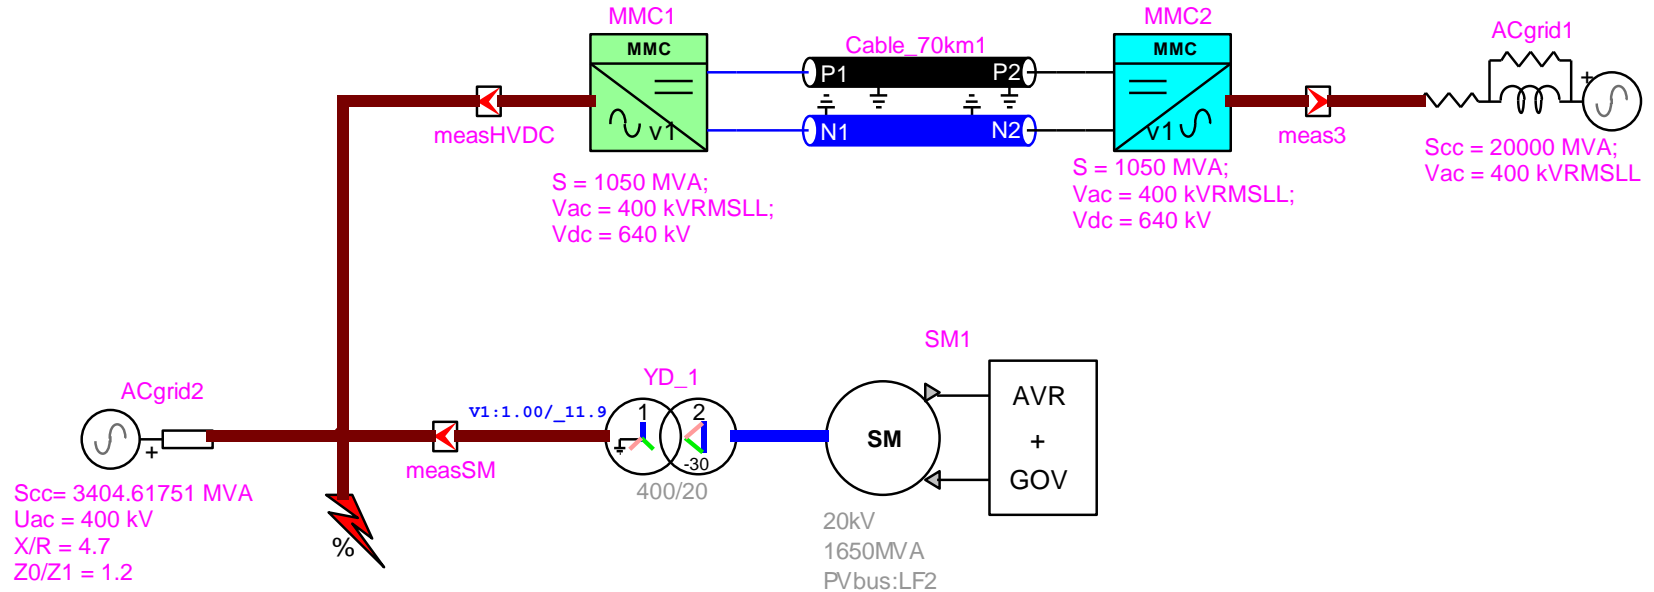 MMC1
MMC2
ACgrid1
MMC
MMC
Cable_70km1
P1
P2
+
v1
v1
N1
N2
measHVDC
meas3
S = 1050 MVA;
Vac = 400 kVRMSLL;
Vdc = 640 kV
S = 1050 MVA;
Vac = 400 kVRMSLL;
Vdc = 640 kV
Scc = 20000 MVA;
Vac = 400 kVRMSLL
SM1
YD_1
ACgrid2
V1:1.00/_11.9
1
2
-30
400/20
SM
AVR
+
GOV
+
measSM
Scc= 3404.61751 MVA
Uac = 400 kV
X/R = 4.7
Z0/Z1 = 1.2
%
20kV
1650MVA
PVbus:LF2